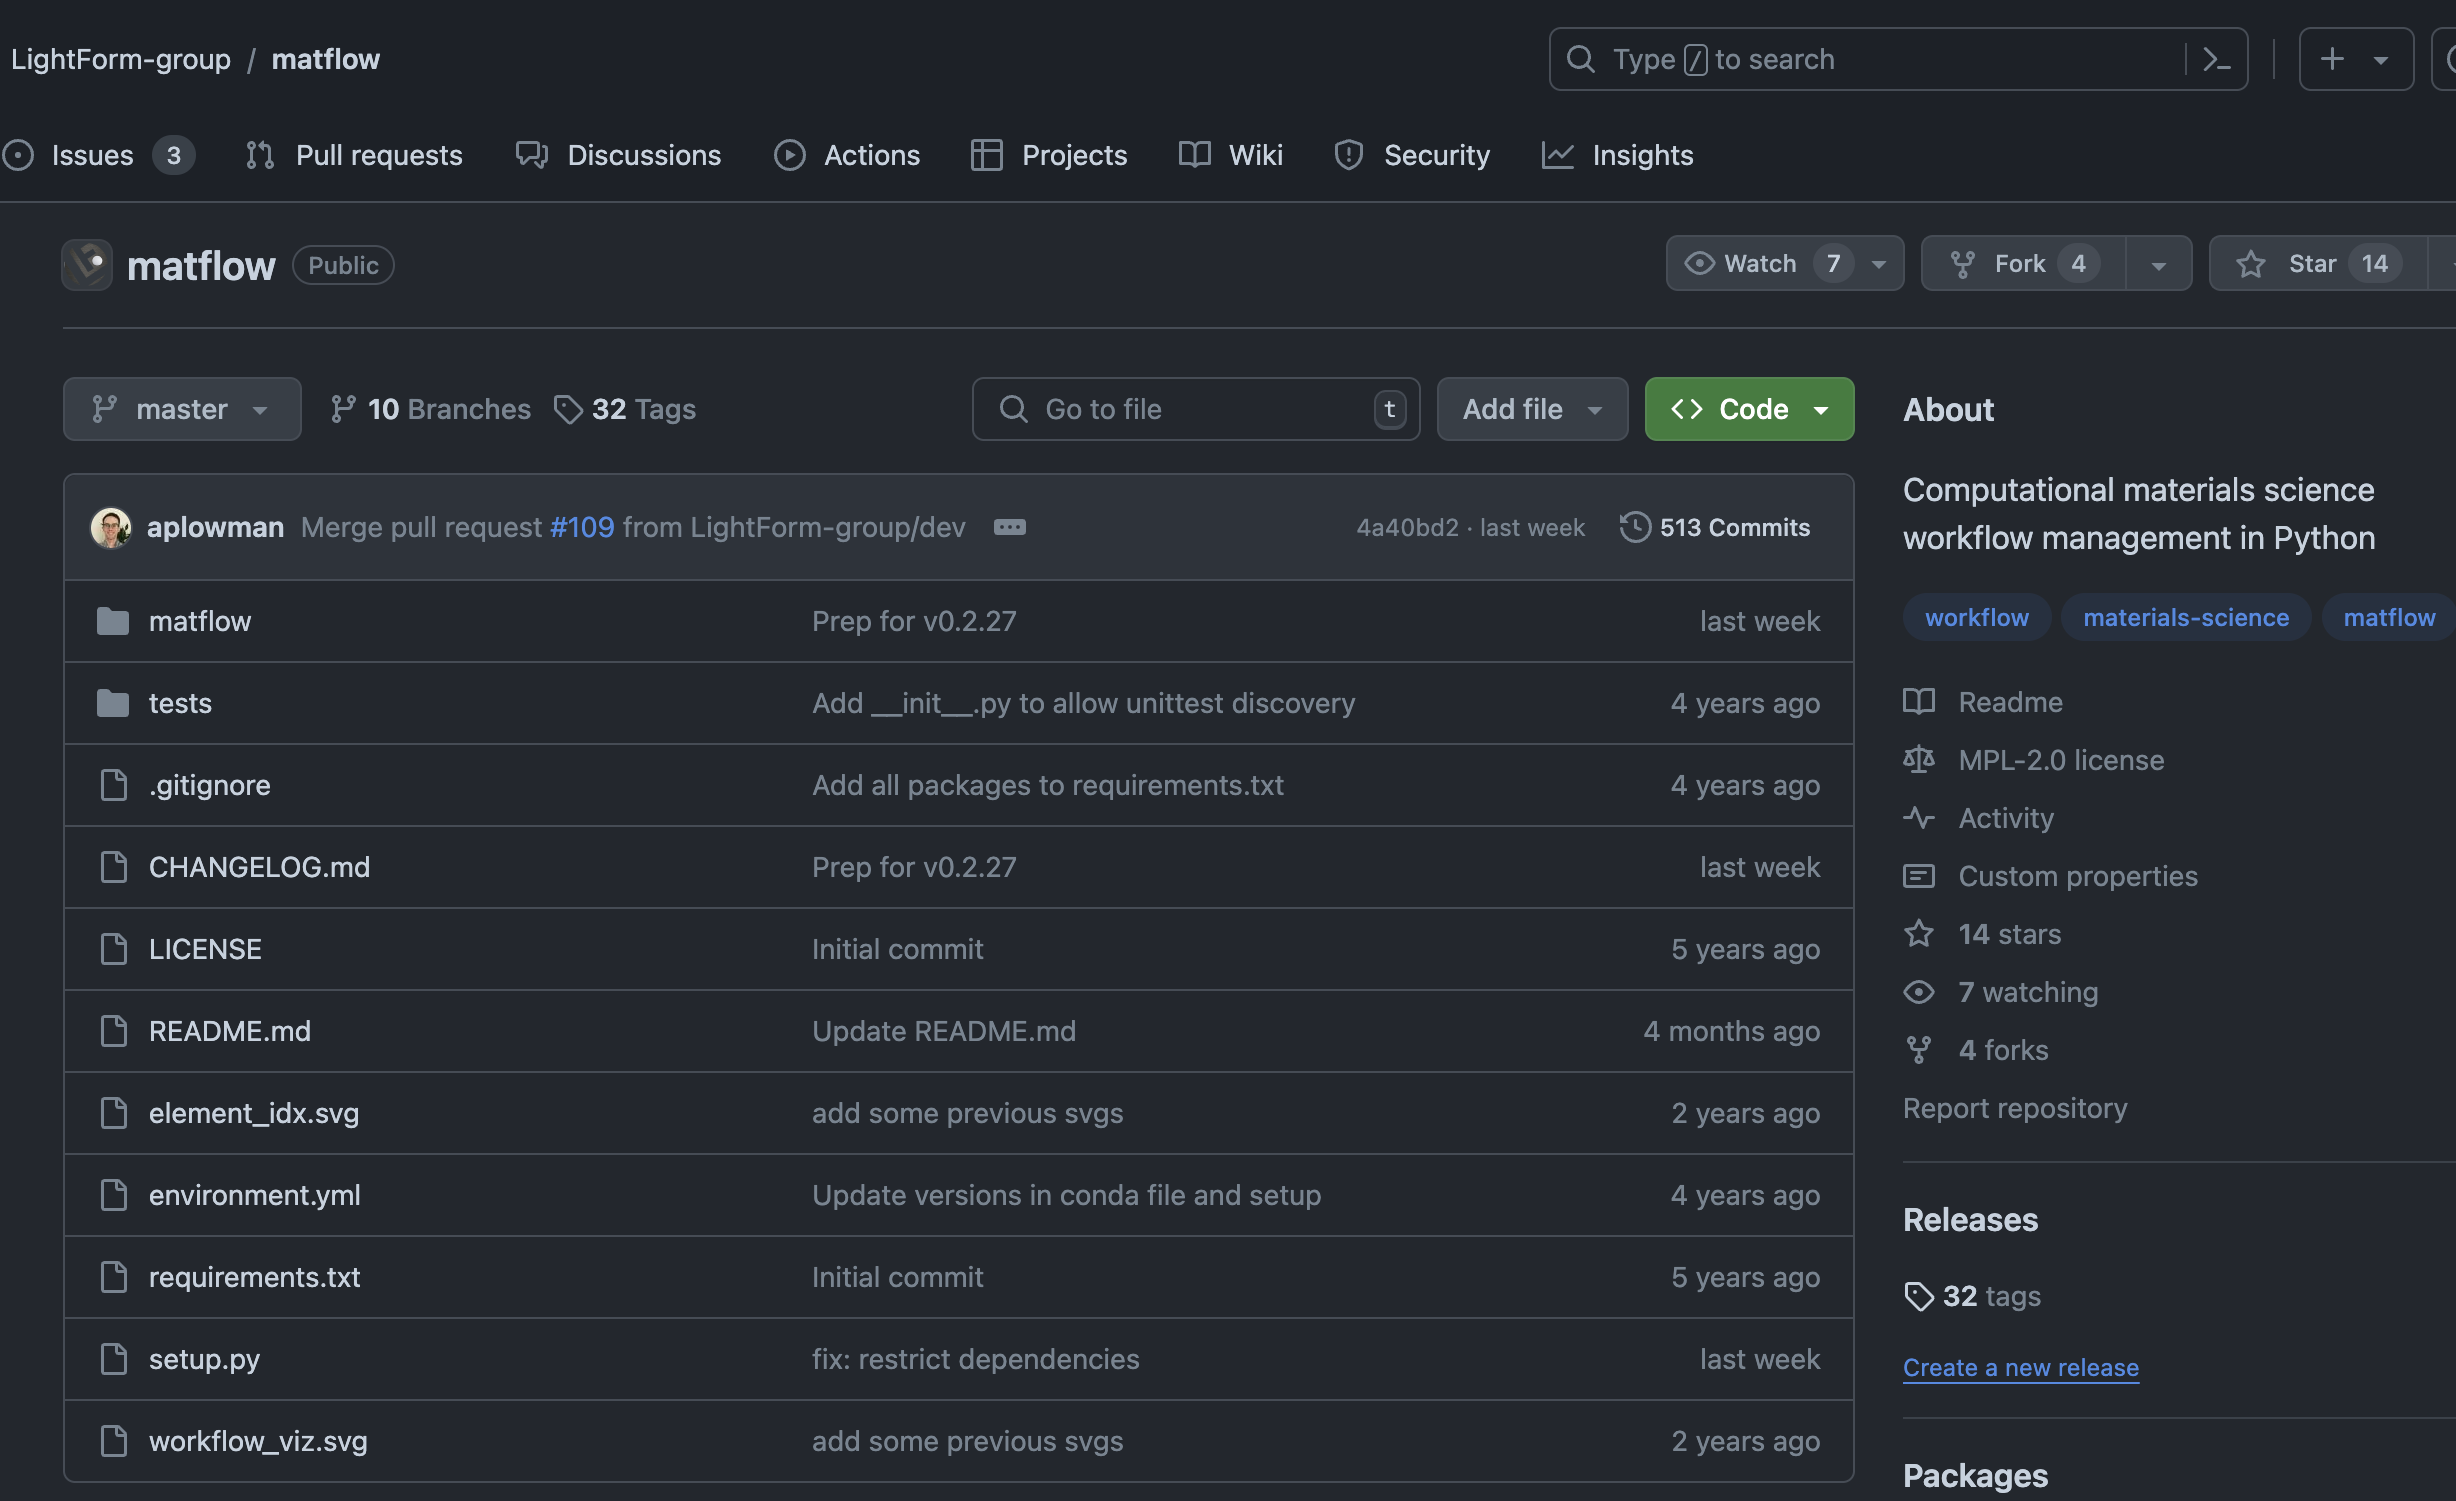 LightForm-group / matflow
Type / to search
Issues 3 Pull requests Discussions Actions Projects Wiki Security Insights
matflow Public
Watch 7 Fork 4 Star 14
master 10 Branches 32 Tags
Go to file t Add file Code
aplowman Merge pull request #109 from LightForm-group/dev 4a40bd2 · last week 513 Commits
matflow Prep for v0.2.27 last week
tests Add __init__.py to allow unittest discovery 4 years ago
.gitignore Add all packages to requirements.txt 4 years ago
CHANGELOG.md Prep for v0.2.27 last week
LICENSE Initial commit 5 years ago
README.md Update README.md 4 months ago
element_idx.svg add some previous svgs 2 years ago
environment.yml Update versions in conda file and setup 4 years ago
requirements.txt Initial commit 5 years ago
setup.py fix: restrict dependencies last week
workflow_viz.svg add some previous svgs 2 years ago
About
Computational materials science
workflow management in Python
workflow materials-science matflow
Readme
MPL-2.0 license
Activity
Custom properties
14 stars
7 watching
4 forks
Report repository
Releases
32 tags
Create a new release
Packages